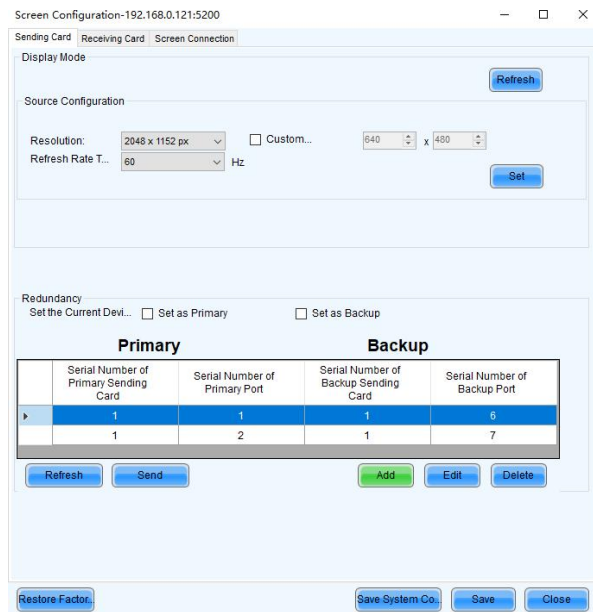 Screen Configuration-192.168.0.121:5200
Sending Card Receiving Card Screen Connection
Display Mode
Refresh
Source Configuration
Resolution: 2048 x 1152 px Custom... 640 x 480
Refresh Rate T... 60 Hz
Set
Redundancy
Set the Current Devi... Set as Primary Set as Backup
Primary Backup
Serial Number of Primary Sending Card Serial Number of Primary Port Serial Number of Backup Sending Card Serial Number of Backup Port
1 1 1 6
1 2 1 7
Refresh Send Add Edit Delete
Restore Factor... Save System Co... Save Close